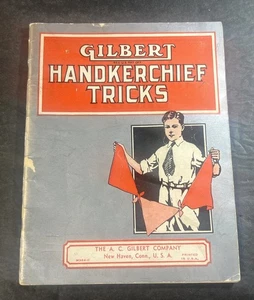 GILBERT
HANDKERCHIEF
TRICKS
THE A. C. GILBERT COMPANY
New Haven, Conn., U. S. A.